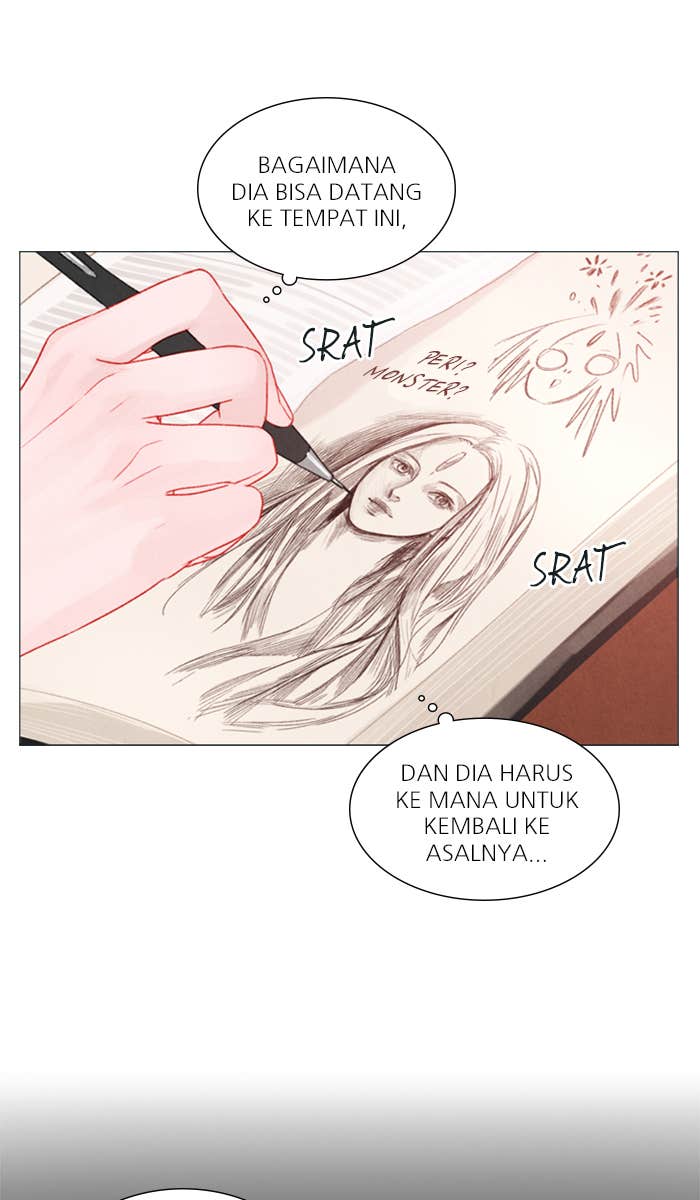 BAGAIMANA
DIA BISA DATANG
KE TEMPAT INI,
SRAT
PERI?
MONSTER?
SRAT
DAN DIA HARUS
KE MANA UNTUK
KEMBALI KE
ASALNYA...